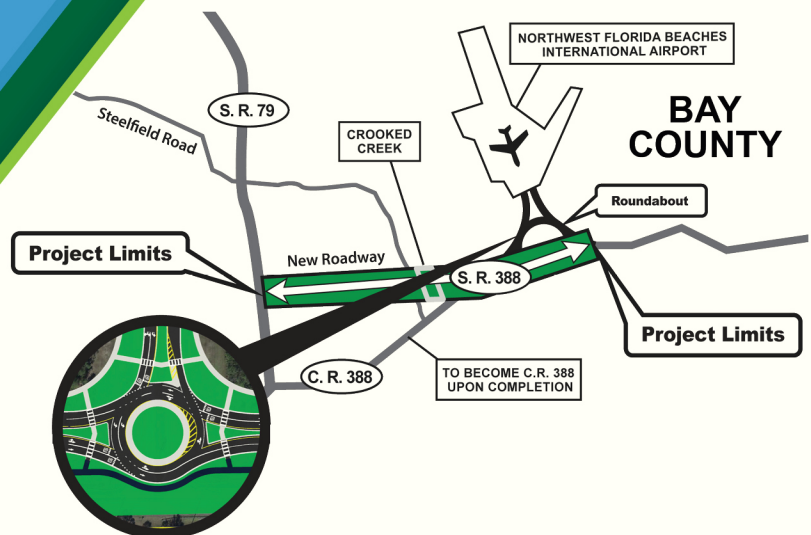 NORTHWEST FLORIDA BEACHES
INTERNATIONAL AIRPORT
BAY
COUNTY
S. R. 79
Steelfield Road
CROOKED
CREEK
Roundabout
Project Limits
New Roadway
S. R. 388
Project Limits
C. R. 388
TO BECOME C.R. 388
UPON COMPLETION